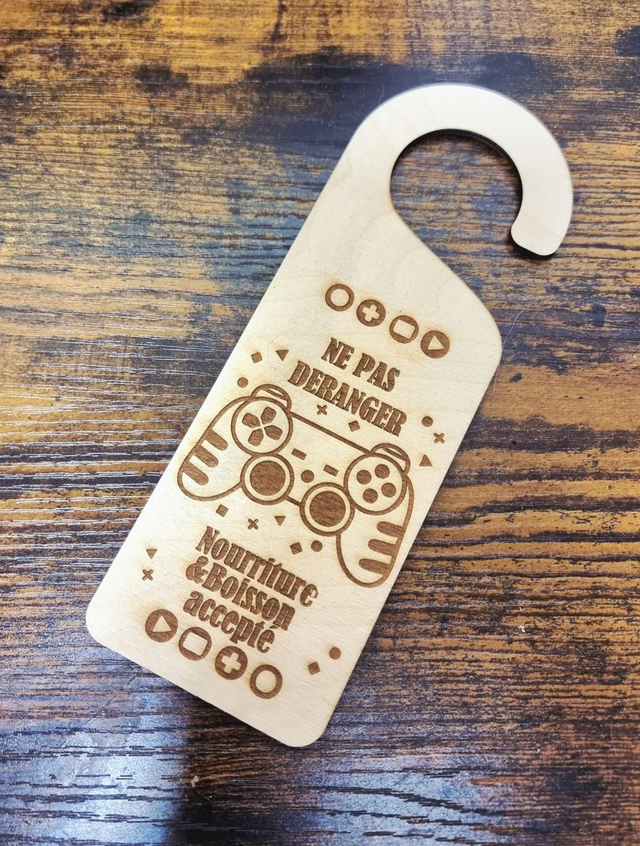 NE PAS
DERANGER
Nourriture
&Boisson
accepté